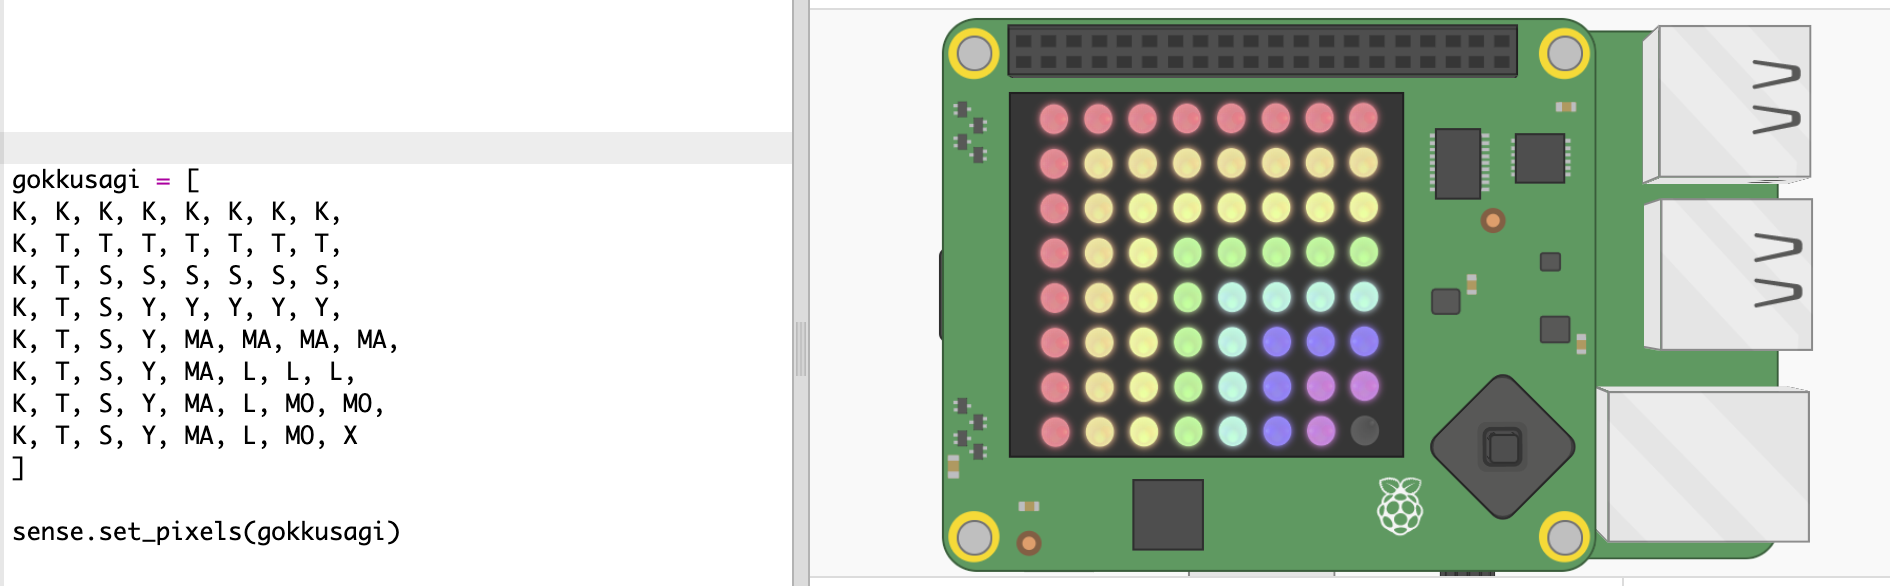 gokkusagi = [
K, K, K, K, K, K, K, K,
K, T, T, T, T, T, T, T,
K, T, S, S, S, S, S, S,
K, T, S, Y, Y, Y, Y, Y,
K, T, S, Y, MA, MA, MA, MA,
K, T, S, Y, MA, L, L, L,
K, T, S, Y, MA, L, MO, MO,
K, T, S, Y, MA, L, MO, X
]
sense.set_pixels(gokkusagi)